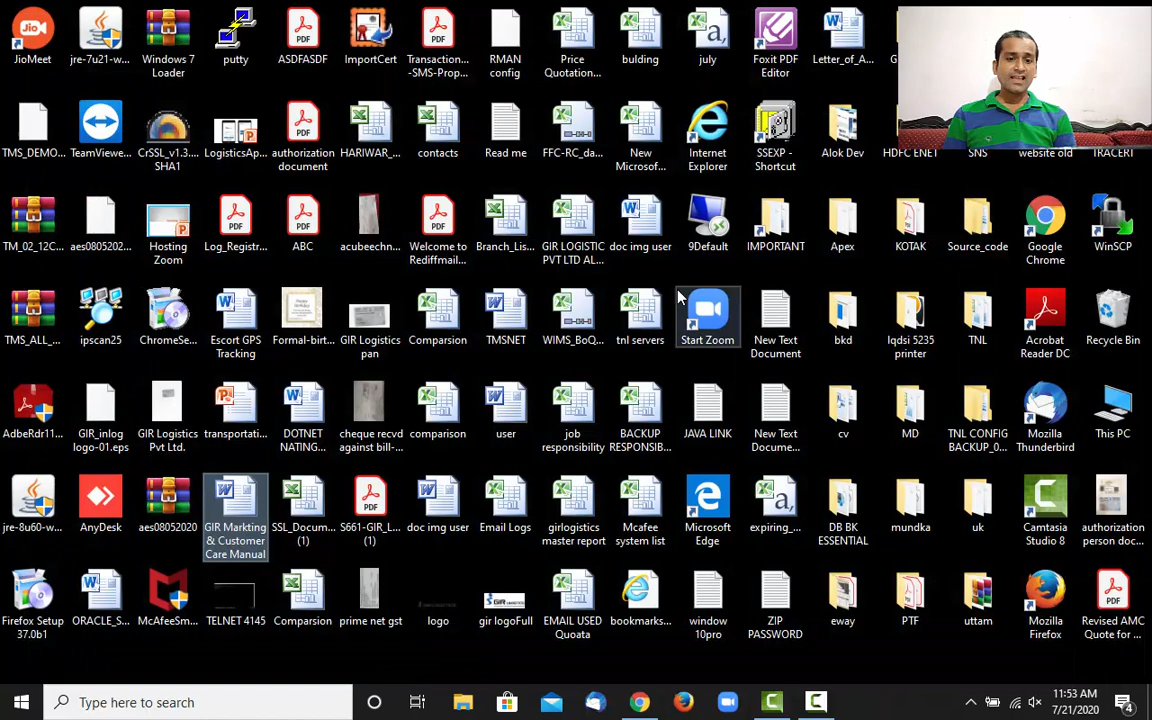 JioMeet
jre-7u21-w...
Windows 7
Loader
putty
ASDFASDF
ImportCert
Transaction...
-SMS-Prop...
RMAN
config
Price
Quotation...
bulding
july
Foxit PDF
Editor
Letter_of_A...
TMS_DEMO...
TeamViewe...
CrSSL_v1.3...
SHA1
LogisticsAp...
authorization
document
HARIWAR_...
contacts
Read me
FFC-RC_da...
New
Microsof...
Internet
Explorer
SSEXP -
Shortcut
Alok Dev
HDFC ENET
SNS
website old
TRACERT
TM_02_12C...
aes0805202...
Hosting
Zoom
Log_Registr...
ABC
acubeechn...
Welcome to
Rediffmail...
Branch_Lis...
GIR LOGISTIC
PVT LTD AL...
doc img user
9Default
IMPORTANT
Apex
KOTAK
Source_code
Google
Chrome
WinSCP
TMS_ALL_...
ipscan25
ChromeSe...
Escort GPS
Tracking
Formal-birt...
GIR Logistics
pan
Comparsion
TMSNET
WIMS_BoQ...
tnl servers
Start Zoom
New Text
Document
bkd
lqdsi 5235
printer
TNL
Acrobat
Reader DC
Recycle Bin
AdbeRdr11...
GIR_inlog
logo-01.eps
GIR Logistics
Pvt Ltd.
transportati...
DOTNET
NATING...
cheque recvd
against bill-...
comparison
user
job
responsibility
BACKUP
RESPONSIB...
JAVA LINK
New Text
Docume...
cv
MD
TNL CONFIG
BACKUP_0...
Mozilla
Thunderbird
This PC
jre-8u60-w...
AnyDesk
aes08052020
GIR Markting
& Customer
Care Manual
SSL_Docum...
(1)
S661-GIR_L...
(1)
doc img user
Email Logs
girlogistics
master report
Mcafee
system list
Microsoft
Edge
expiring_...
DB BK
ESSENTIAL
mundka
uk
Camtasia
Studio 8
authorization
person doc...
Firefox Setup
37.0b1
ORACLE_S...
McAfeeSm...
TELNET 4145
Comparsion
prime net gst
logo
gir logoFull
EMAIL USED
Quoata
bookmarks...
window
10pro
ZIP
PASSWORD
eway
PTF
uttam
Mozilla
Firefox
Revised AMC
Quote for ...
Type here to search
11:53 AM
7/21/2020
4